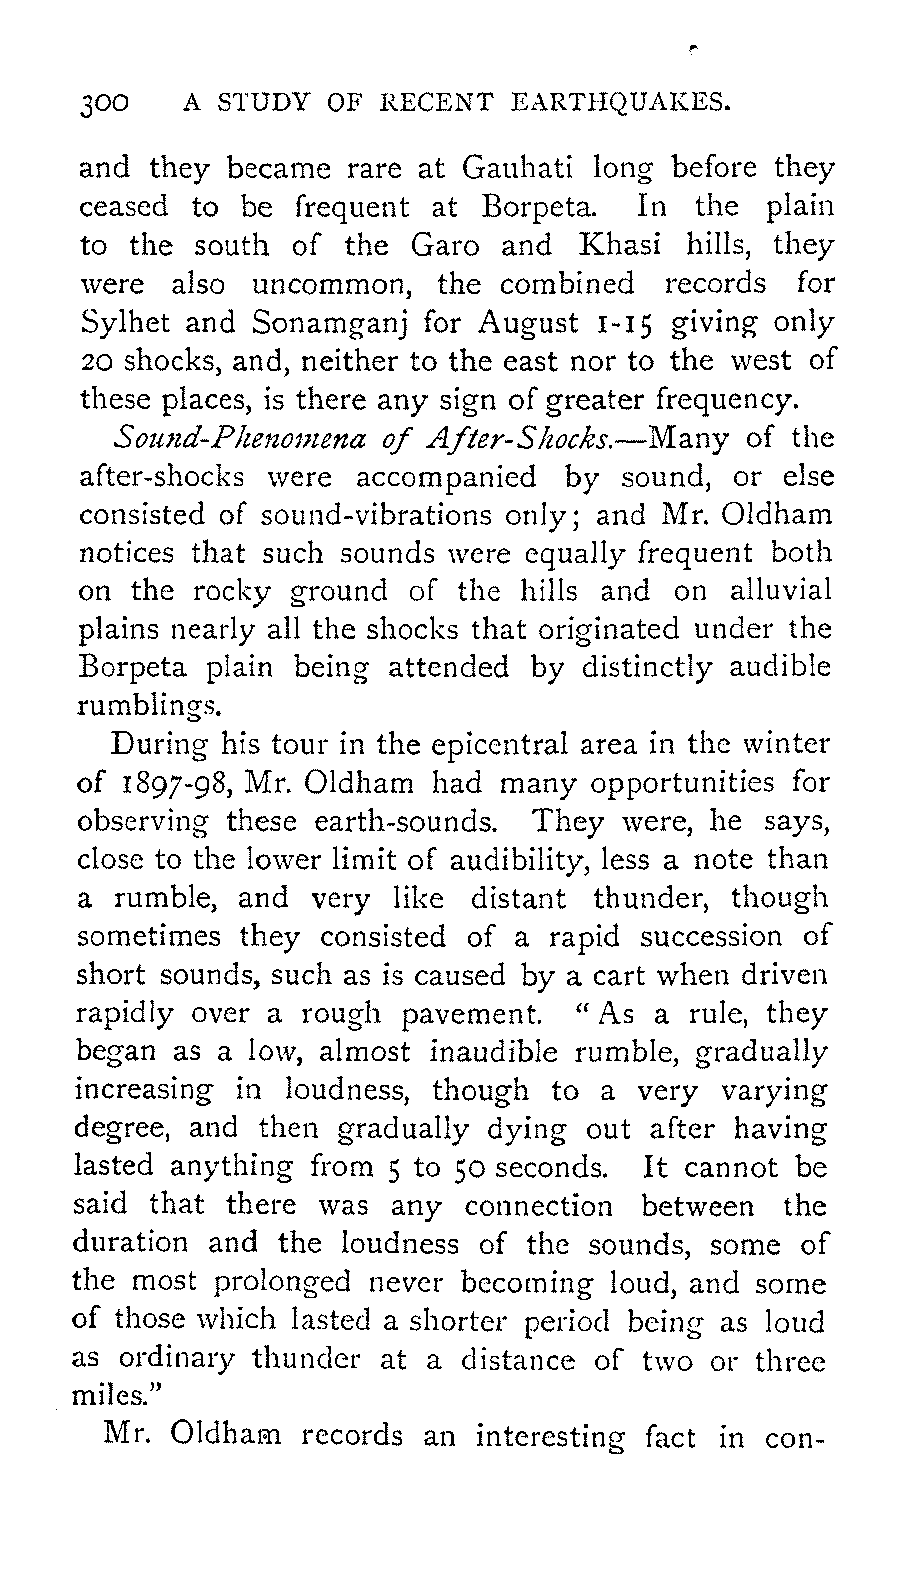 300 A STUDY OF RECENT EARTHQUAKES.
and they became rare at Gauhati long before they
ceased to be frequent at Borpeta. In the plain
to the south of the Garo and Khasi hills, they
were also uncommon, the combined records for
Sylhet and Sonamganj for August 1-15 giving only
20 shocks, and, neither to the east nor to the west of
these places, is there any sign of greater frequency.
Sound-Phenomena of After-Shocks.—Many of the
after-shocks were accompanied by sound, or else
consisted of sound-vibrations only; and Mr. Oldham
notices that such sounds were equally frequent both
on the rocky ground of the hills and on alluvial
plains nearly all the shocks that originated under the
Borpeta plain being attended by distinctly audible
rumblings.
During his tour in the epicentral area in the winter
of 1897-98, Mr. Oldham had many opportunities for
observing these earth-sounds. They were, he says,
close to the lower limit of audibility, less a note than
a rumble, and very like distant thunder, though
sometimes they consisted of a rapid succession of
short sounds, such as is caused by a cart when driven
rapidly over a rough pavement. " As a rule, they
began as a low, almost inaudible rumble, gradually
increasing in loudness, though to a very varying
degree, and then gradually dying out after having
lasted anything from 5 to 50 seconds. It cannot be
said that there was any connection between the
duration and the loudness of the sounds, some of
the most prolonged never becoming loud, and some
of those which lasted a shorter period being as loud
as ordinary thunder at a distance of two or three
miles."
Mr. Oldham records an interesting fact in con-